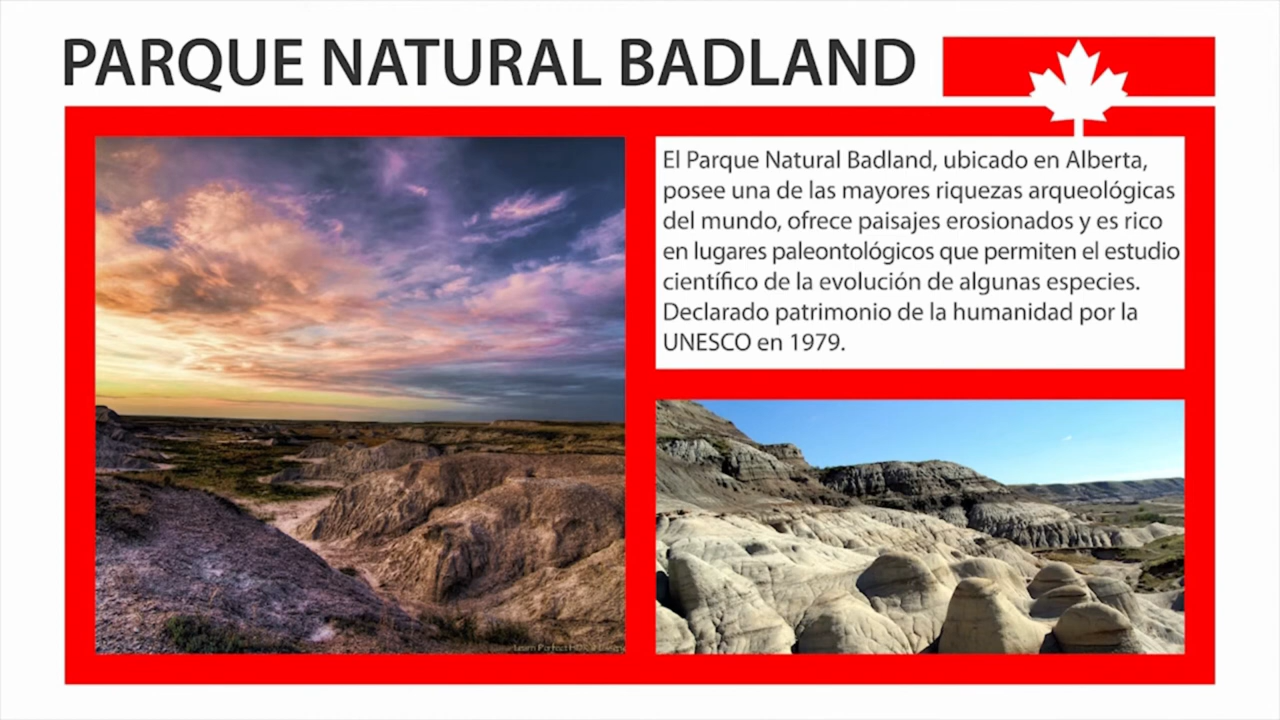 PARQUE NATURAL BADLAND
El Parque Natural Badland, ubicado en Alberta,
posee una de las mayores riquezas arqueológicas
del mundo, ofrece paisajes erosionados y es rico
en lugares paleontológicos que permiten el estudio
científico de la evolución de algunas especies.
Declarado patrimonio de la humanidad por la
UNESCO en 1979.